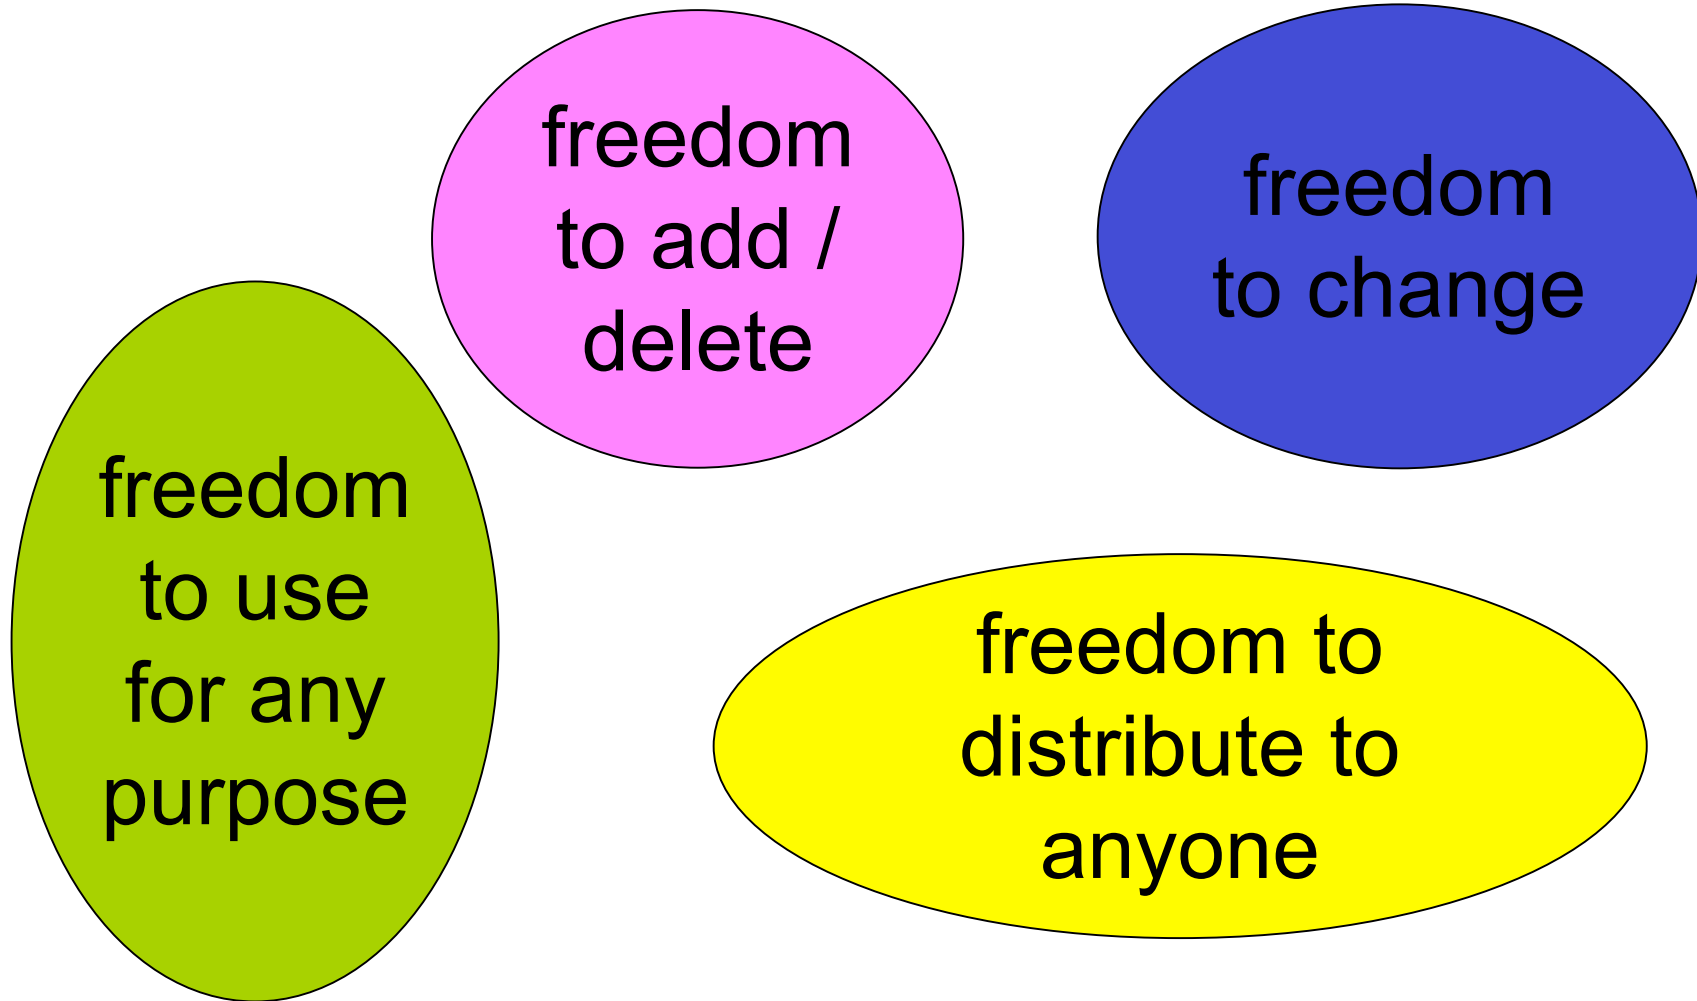 freedom
to add /
delete
freedom
to change
freedom
to use
for any
purpose
freedom to
distribute to
anyone